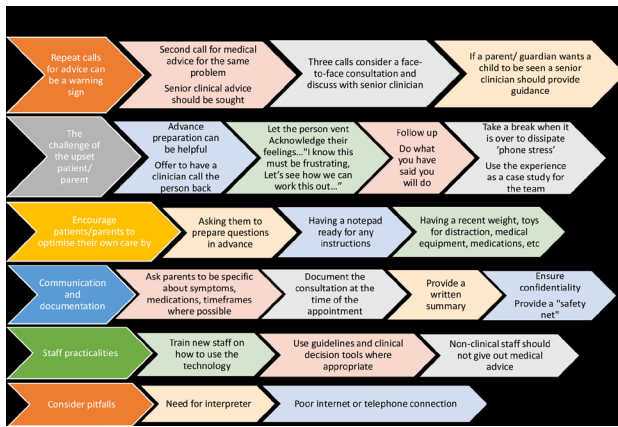 Repeat calls
for advice can
be a warning
sign
Second call for medical
advice for the same
problem
Senior clinical advice
should be sought
Three calls consider a face-
to-face consultation and
discuss with senior clinician
If a parent/ guardian wants
a child to be seen a senior
clinician should provide
guidance
The
challenge of
the upset
patient/
parent
Advance
preparation can
be helpful
Offer to have a
clinician call the
person back
Let the person vent
Acknowledge their
feelings..."I know this
must be frustrating,
Let's see how we can
work this out..."
Follow up
Do what
you have
said you
will do
Take a break when it
is over to dissipate
'phone stress'
Use the experience
as a case study for
the team
Encourage
patients/parents to
optimise their own care by
Asking them to
prepare questions
in advance
Having a notepad
ready for any
instructions
Having a recent weight, toys
for distraction, medical
equipment, medications, etc
Communication
and
documentation
Ask parents to be specific
about symptoms,
medications, timeframes
where possible
Document the
consultation at
the time of the
appointment
Provide a
written
summary
Ensure
confidentiality
Provide a "safety
net"
Staff practicalities
Train new staff on
how to use the
technology
Use guidelines and clinical
decision tools where
appropriate
Non-clinical staff should
not give out medical
advice
Consider pitfalls
Need for interpreter
Poor internet or telephone connection